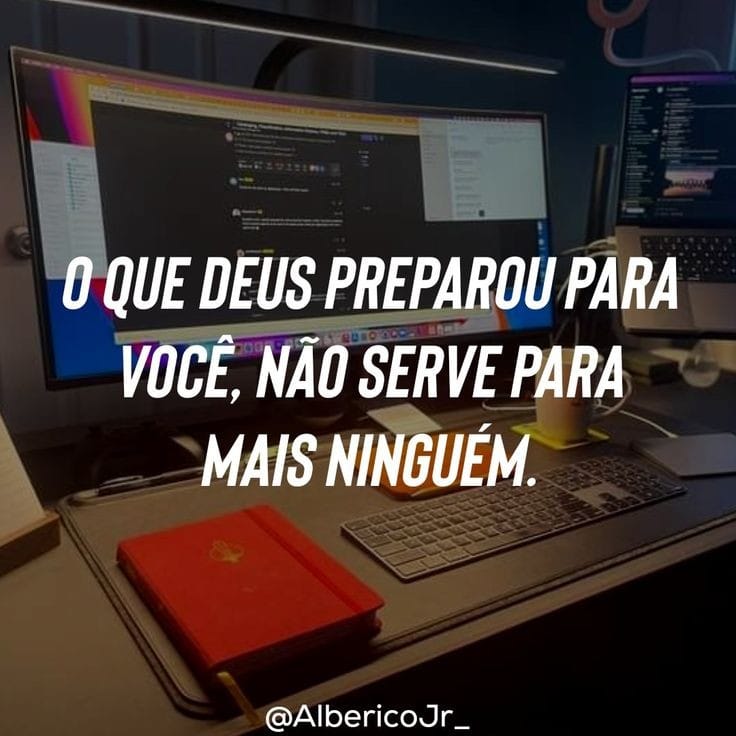 O QUE DEUS PREPAROU PARA
VOCÊ, NÃO SERVE PARA
MAIS NINGUÉM.
@AlbericoJr_